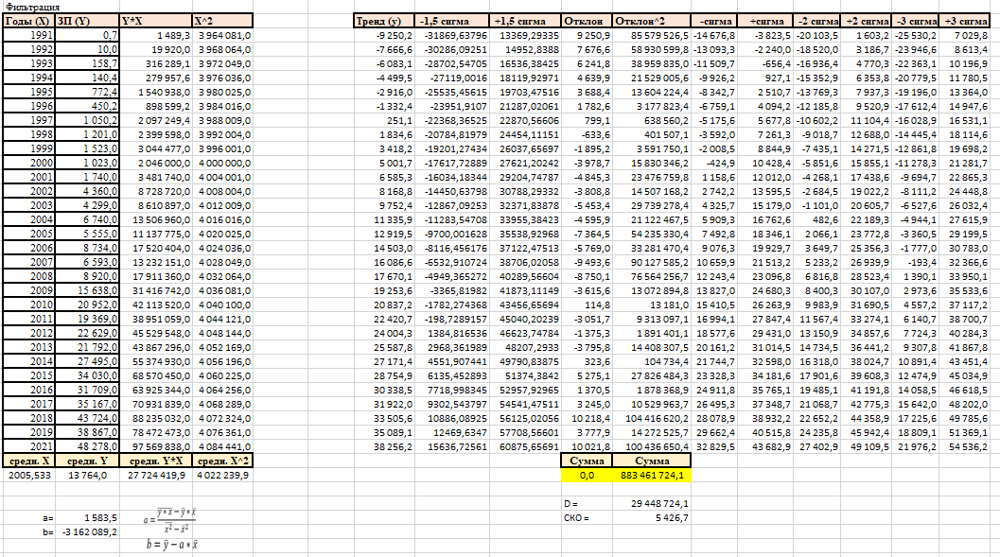 Фильтрация
Годы (X) ЗП (Y) Y*X X^2 Тренд (y) -1,5 сигма +1,5 сигма Отклон Отклон^2 -сигма +сигма -2 сигма +2 сигма -3 сигма +3 сигма
1991 0,7 1 489,3 3 964 081,0 -9 250,2 -31869,63796 13369,29335 9 250,9 85 579 526,5 -14 676,8 -3 823,5 -20 103,5 1 603,2 -25 530,2 7 029,8
1992 10,0 19 920,0 3 968 064,0 -7 666,6 -30286,09251 14952,8388 7 676,6 58 930 599,8 -13 093,3 -2 240,0 -18 520,0 3 186,7 -23 946,6 8 613,4
1993 158,7 316 289,1 3 972 049,0 -6 083,1 -28702,54705 16536,38425 6 241,8 38 959 835,0 -11 509,7 -656,4 -16 936,4 4 770,3 -22 363,1 10 196,9
1994 140,4 279 957,6 3 976 036,0 -4 499,5 -27119,0016 18119,92971 4 639,9 21 529 005,6 -9 926,2 927,1 -15 352,9 6 353,8 -20 779,5 11 780,5
1995 772,4 1 540 938,0 3 980 025,0 -2 916,0 -25535,45615 19703,47516 3 688,4 13 604 224,4 -8 342,7 2 510,7 -13 769,3 7 937,3 -19 196,0 13 364,0
1996 450,2 898 599,2 3 984 016,0 -1 332,4 -23951,9107 21287,02061 1 782,6 3 177 823,4 -6 759,1 4 094,2 -12 185,8 9 520,9 -17 612,4 14 947,6
1997 1 050,2 2 097 249,4 3 988 009,0 251,1 -22368,36525 22870,56606 799,1 638 560,2 -5 175,6 5 677,8 -10 602,2 11 104,4 -16 028,9 16 531,1
1998 1 201,0 2 399 598,0 3 992 004,0 1 834,6 -20784,81979 24454,11151 -633,6 401 507,1 -3 592,0 7 261,3 -9 018,7 12 688,0 -14 445,4 18 114,6
1999 1 523,0 3 044 477,0 3 996 001,0 3 418,2 -19201,27434 26037,65697 -1 895,2 3 591 750,1 -2 008,5 8 844,9 -7 435,1 14 271,5 -12 861,8 19 698,2
2000 1 023,0 2 046 000,0 4 000 000,0 5 001,7 -17617,72889 27621,20242 -3 978,7 15 830 346,2 -424,9 10 428,4 -5 851,6 15 855,1 -11 278,3 21 281,7
2001 1 740,0 3 481 740,0 4 004 001,0 6 585,3 -16034,18344 29204,74787 -4 845,3 23 476 759,8 1 158,6 12 012,0 -4 268,1 17 438,6 -9 694,7 22 865,3
2002 4 360,0 8 728 720,0 4 008 004,0 8 168,8 -14450,63798 30788,29332 -3 808,8 14 507 168,2 2 742,2 13 595,5 -2 684,5 19 022,2 -8 111,2 24 448,8
2003 4 299,0 8 610 897,0 4 012 009,0 9 752,4 -12867,09253 32371,83878 -5 453,4 29 739 278,4 4 325,7 15 179,0 -1 101,0 20 605,7 -6 527,6 26 032,4
2004 6 740,0 13 506 960,0 4 016 016,0 11 335,9 -11283,54708 33955,38423 -4 595,9 21 122 467,5 5 909,3 16 762,6 482,6 22 189,3 -4 944,1 27 615,9
2005 5 555,0 11 137 775,0 4 020 025,0 12 919,5 -9700,001628 35538,92968 -7 364,5 54 235 330,4 7 492,8 18 346,1 2 066,1 23 772,8 -3 360,5 29 199,5
2006 8 734,0 17 520 404,0 4 024 036,0 14 503,0 -8116,456176 37122,47513 -5 769,0 33 281 470,4 9 076,3 19 929,7 3 649,7 25 356,3 -1 777,0 30 783,0
2007 6 593,0 13 232 151,0 4 028 049,0 16 086,6 -6532,910724 38706,02058 -9 493,6 90 127 585,2 10 659,9 21 513,2 5 233,2 26 939,9 -193,4 32 366,6
2008 8 920,0 17 911 360,0 4 032 064,0 17 670,1 -4949,365272 40289,56604 -8 750,1 76 564 256,7 12 243,4 23 096,8 6 816,8 28 523,4 1 390,1 33 950,1
2009 15 638,0 31 416 742,0 4 036 081,0 19 253,6 -3365,81982 41873,11149 -3 615,6 13 072 894,8 13 827,0 24 680,3 8 400,3 30 107,0 2 973,6 35 533,6
2010 20 952,0 42 113 520,0 4 040 100,0 20 837,2 -1782,274368 43456,65694 114,8 13 181,0 15 410,5 26 263,9 9 983,9 31 690,5 4 557,2 37 117,2
2011 19 369,0 38 951 059,0 4 044 121,0 22 420,7 -198,7289157 45040,20239 -3 051,7 9 313 097,1 16 994,1 27 847,4 11 567,4 33 274,1 6 140,7 38 700,7
2012 22 629,0 45 529 548,0 4 048 144,0 24 004,3 1384,816536 46623,74784 -1 375,3 1 891 401,1 18 577,6 29 431,0 13 150,9 34 857,6 7 724,3 40 284,3
2013 21 792,0 43 867 296,0 4 052 169,0 25 587,8 2968,361989 48207,2933 -3 795,8 14 408 307,5 20 161,2 31 014,5 14 734,5 36 441,2 9 307,8 41 867,8
2014 27 495,0 55 374 930,0 4 056 196,0 27 171,4 4551,907441 49790,83875 323,6 104 734,4 21 744,7 32 598,0 16 318,0 38 024,7 10 891,4 43 451,4
2015 34 030,0 68 570 450,0 4 060 225,0 28 754,9 6135,452893 51374,3842 5 275,1 27 826 484,3 23 328,3 34 181,6 17 901,6 39 608,3 12 474,9 45 034,9
2016 31 709,0 63 925 344,0 4 064 256,0 30 338,5 7718,998345 52957,92965 1 370,5 1 878 368,9 24 911,8 35 765,1 19 485,1 41 191,8 14 058,5 46 618,5
2017 35 167,0 70 931 839,0 4 068 289,0 31 922,0 9302,543797 54541,47511 3 245,0 10 529 963,7 26 495,3 37 348,7 21 068,7 42 775,3 15 642,0 48 202,0
2018 43 724,0 88 235 032,0 4 072 324,0 33 505,6 10886,08925 56125,02056 10 218,4 104 416 620,2 28 078,9 38 932,2 22 652,2 44 358,9 17 225,6 49 785,6
2019 38 867,0 78 472 473,0 4 076 361,0 35 089,1 12469,6347 57708,56601 3 777,9 14 272 525,7 29 662,4 40 515,8 24 235,8 45 942,4 18 809,1 51 369,1
2021 48 278,0 97 569 838,0 4 084 441,0 38 256,2 15636,72561 60875,65691 10 021,8 100 436 650,4 32 829,5 43 682,9 27 402,9 49 109,5 21 976,2 54 536,2
средн. X средн. Y средн. Y*X средн. X^2 Сумма Сумма
2005,533 13 764,0 27 724 419,9 4 022 239,9 0,0 883 461 724,1
D = 29 448 724,1
a= 1 583,5 a = (y̅*̅x̅ − y̅ * x̅) / (x̅²̅ − x̅²) СКО = 5 426,7
b= -3 162 089,2
b = y̅ − a * x̅